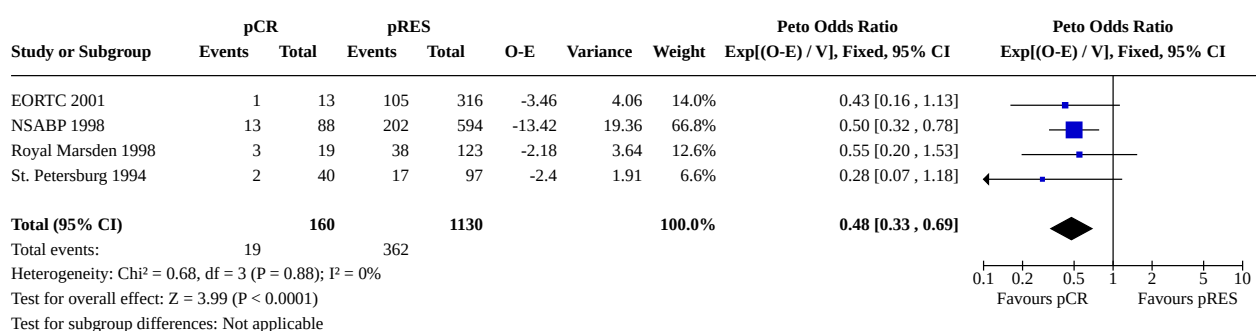 pCR pRES Peto Odds Ratio Peto Odds Ratio
Study or Subgroup Events Total Events Total O-E Variance Weight Exp[(O-E) / V], Fixed, 95% CI Exp[(O-E) / V], Fixed, 95% CI
EORTC 2001 1 13 105 316 -3.46 4.06 14.0% 0.43 [0.16 , 1.13]
NSABP 1998 13 88 202 594 -13.42 19.36 66.8% 0.50 [0.32 , 0.78]
Royal Marsden 1998 3 19 38 123 -2.18 3.64 12.6% 0.55 [0.20 , 1.53]
St. Petersburg 1994 2 40 17 97 -2.4 1.91 6.6% 0.28 [0.07 , 1.18]
Total (95% CI) 160 1130 100.0% 0.48 [0.33 , 0.69]
Total events: 19 362
Heterogeneity: Chi² = 0.68, df = 3 (P = 0.88); I² = 0% 0.1 0.2 0.5 1 2 5 10
Test for overall effect: Z = 3.99 (P < 0.0001) Favours pCR Favours pRES
Test for subgroup differences: Not applicable